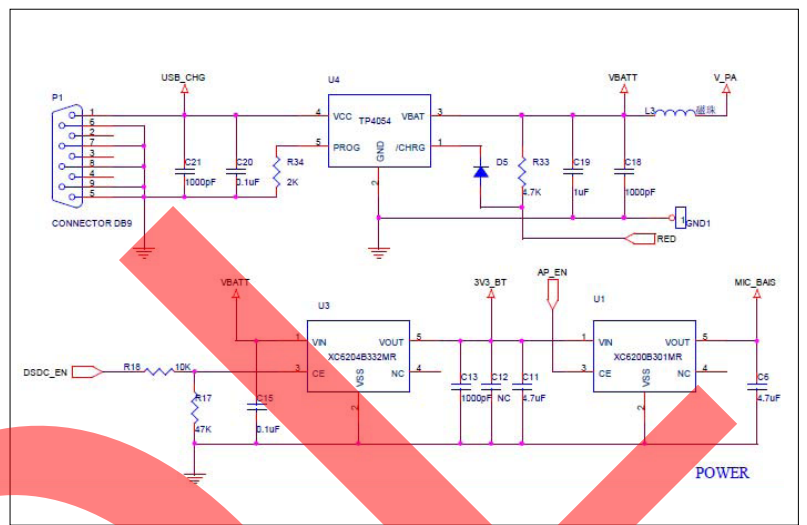 USB_CHG
U4
VBATT
V_PA
P1
L3 磁珠
1
6
2
7
3
8
4
9
5
4 VCC VBAT 3
TP4054
5 PROG /CHRG 1
GND
2
C21
1000pF
C20
0.1uF
R34
2K
D5
R33
4.7K
C19
1uF
C18
1000pF
CONNECTOR DB9
1 GND1
RED
VBATT
U3
3V3_BT
AP_EN
U1
MIC_BAIS
1 VIN VOUT 5
XC6204B332MR
3 CE NC 4
VSS
2
1 VIN VOUT 5
XC6200B301MR
3 CE NC 4
VSS
2
DSDC_EN
R18 10K
R17
47K
C15
0.1uF
C13
1000pF
C12
NC
C11
4.7uF
C6
4.7uF
POWER